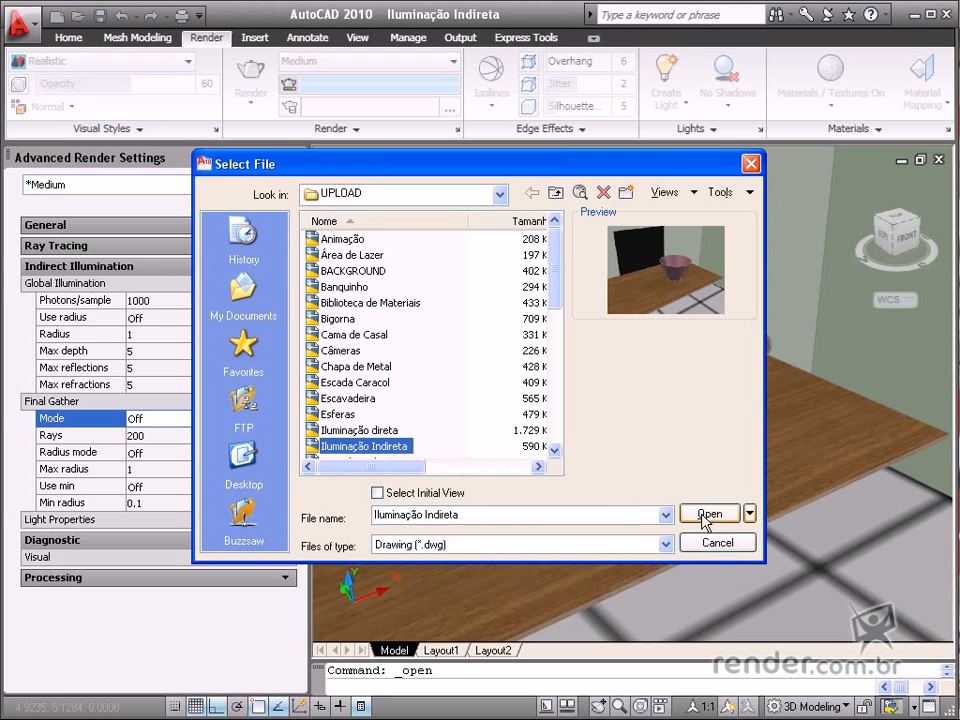 AutoCAD 2010 Iluminação Indireta
Type a keyword or phrase
Home Mesh Modeling Render Insert Annotate View Manage Output Express Tools
Realistic
Opacity 60
Normal
Visual Styles
Render
Medium
Render
Isolines
Overhang 6
Jitter 2
Silhouette... 5
Edge Effects
Create Light
No Shadows
Lights
Materials / Textures On
Material Mapping
Materials
Advanced Render Settings
*Medium
General
Ray Tracing
Indirect Illumination
Global Illumination
Photons/sample 1000
Use radius Off
Radius 1
Max depth 5
Max reflections 5
Max refractions 5
Final Gather
Mode Off
Rays 200
Radius mode Off
Max radius 1
Use min Off
Min radius 0.1
Light Properties
Diagnostic
Visual
Processing
Select File
Look in: UPLOAD
Views Tools
History
My Documents
Favorites
FTP
Desktop
Buzzsaw
Nome Tamanh
Animação 208 K
Área de Lazer 197 K
BACKGROUND 402 K
Banquinho 294 K
Biblioteca de Materiais 433 K
Bigorna 709 K
Cama de Casal 331 K
Câmeras 226 K
Chapa de Metal 428 K
Escada Caracol 409 K
Escavadeira 565 K
Esferas 479 K
Iluminação direta 1.729 K
Iluminação Indireta 590 K
Preview
Select Initial View
File name: Iluminação Indireta
Open
Files of type: Drawing (*.dwg)
Cancel
FRONT
WCS
Model Layout1 Layout2
render.com.br
Command: _open
4.9235, 5.1284, 0.0000
1:1
3D Modeling